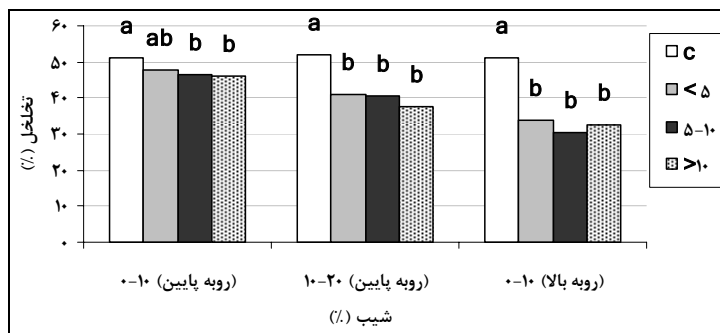 ۶۰
۵۰
۴۰
۳۰
۲۰
۱۰
۰
تخلخل (%)
a ab b b
a b b b
a b b b
۰-۱۰ (روبه پایین)
۱۰-۲۰ (روبه پایین)
۰-۱۰ (روبه بالا)
شیب (%)
c
<۵
۵-۱۰
>۱۰